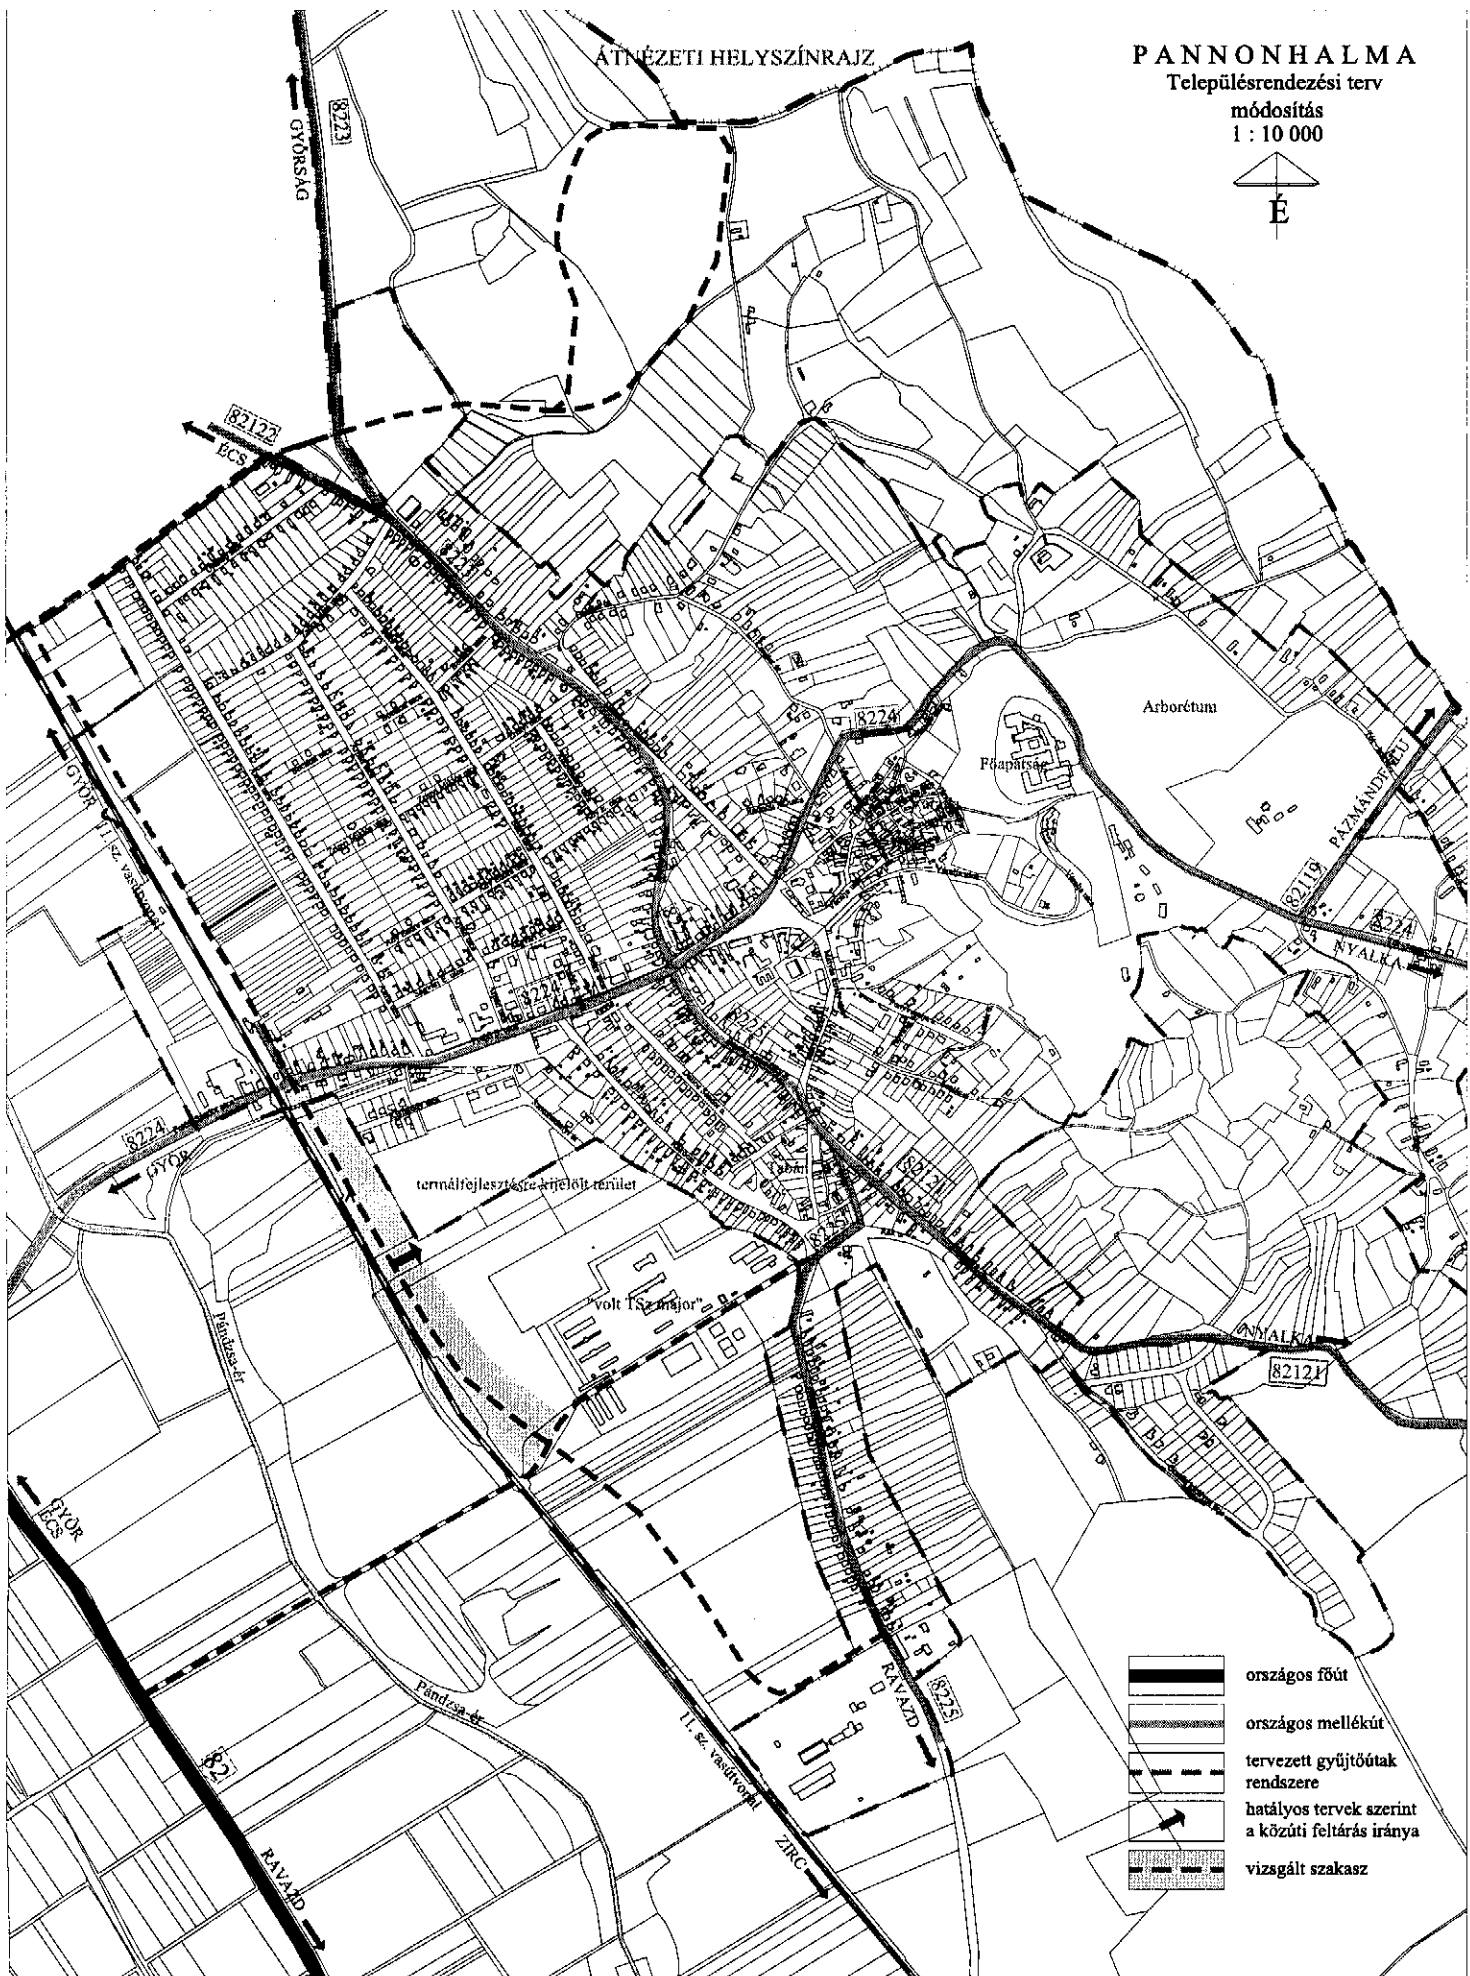 ÁTNÉZETI HELYSZÍNRAJZ
PANNONHALMA
Településrendezési terv
módosítás
1 : 10 000
É
8223
GYŐRSÁG
82122
ÉCS
8224
Főapátság
Arborétum
PÁZMÁNDFALU
82119
8224
NYALKA
GYŐR
11. sz. vasútvonal
8224
8225
8224
GYŐR
Tabán
82121
termálfejlesztésre kijelölt terület
"volt TSz major"
NYALKA
82121
Pándzsa-ér
GYŐR
ÉCS
Pándzsa-ér
82
RAVAZD
11. sz. vasútvonal
ZIRC
RAVAZD
8225
országos főút
országos mellékút
tervezett gyűjtőútak
rendszere
hatályos tervek szerint
a közúti feltárás iránya
vizsgált szakasz